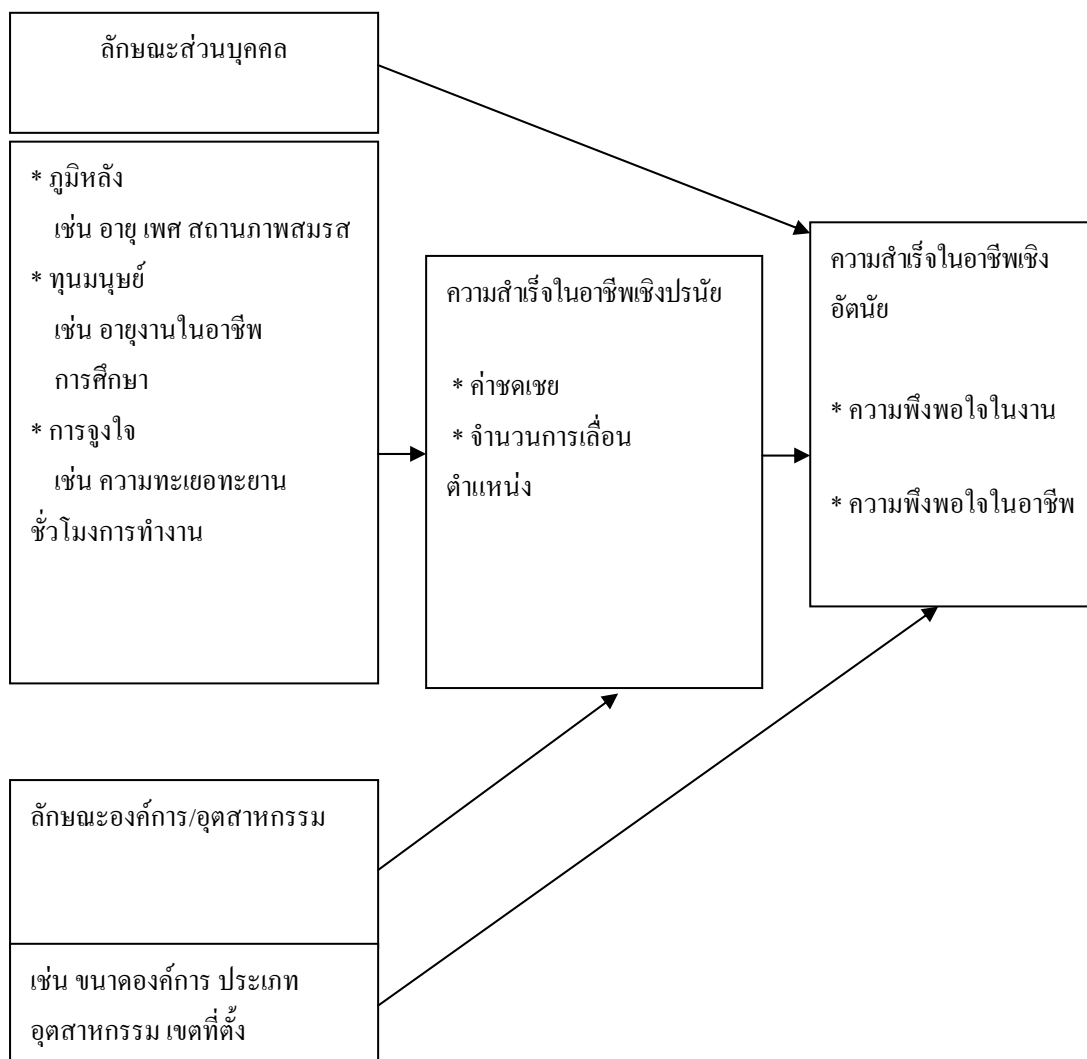 ลักษณะส่วนบุคคล
* ภูมิหลัง
เช่น อายุ เพศ สถานภาพสมรส
* ทุนมนุษย์
เช่น อายุงานในอาชีพ
การศึกษา
* การจูงใจ
เช่น ความทะเยอทะยาน
ชั่วโมงการทำงาน
ความสำเร็จในอาชีพเชิงปรนัย
* ค่าชดเชย
* จำนวนการเลื่อน
ตำแหน่ง
ความสำเร็จในอาชีพเชิง
อัตนัย
* ความพึงพอใจในงาน
* ความพึงพอใจในอาชีพ
ลักษณะองค์การ/อุตสาหกรรม
เช่น ขนาดองค์การ ประเภท
อุตสาหกรรม เขตที่ตั้ง